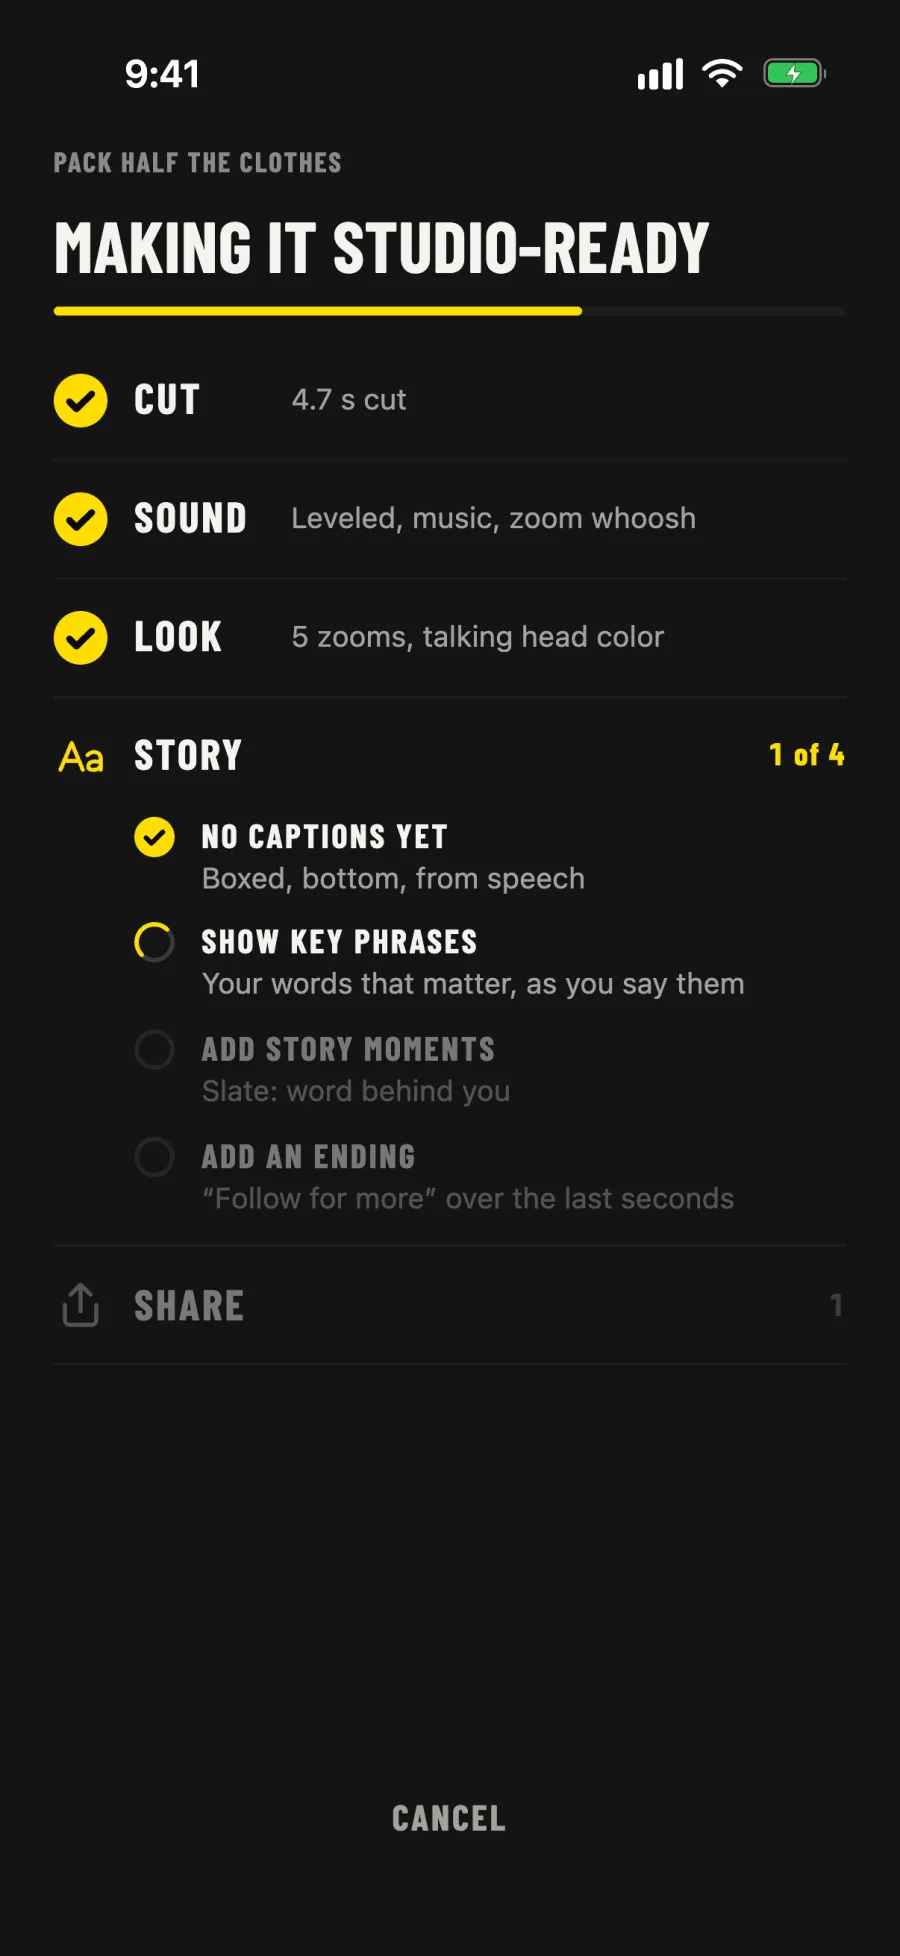 9:41
PACK HALF THE CLOTHES
MAKING IT STUDIO-READY
CUT 4.7 s cut
SOUND Leveled, music, zoom whoosh
LOOK 5 zooms, talking head color
Aa STORY 1 of 4
NO CAPTIONS YET
Boxed, bottom, from speech
SHOW KEY PHRASES
Your words that matter, as you say them
ADD STORY MOMENTS
Slate: word behind you
ADD AN ENDING
“Follow for more” over the last seconds
SHARE 1
CANCEL